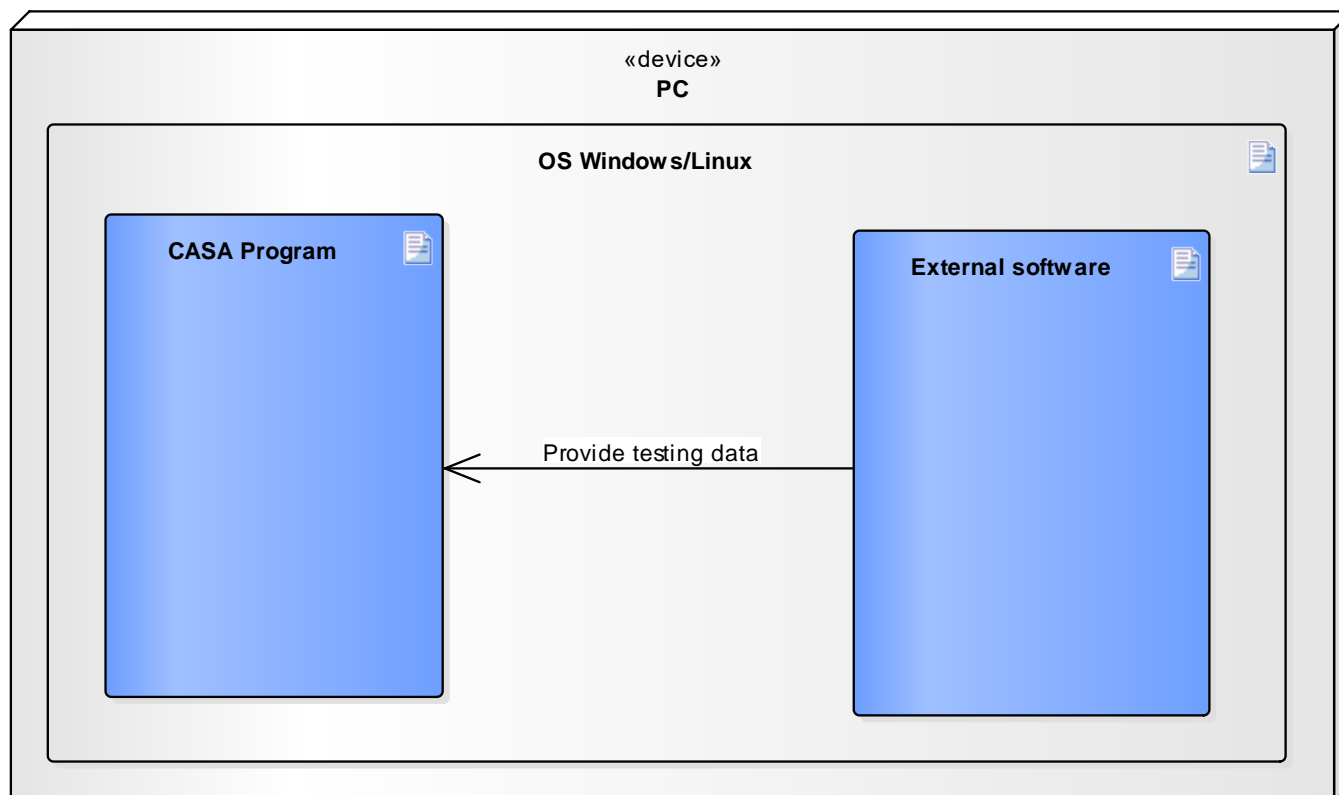 «device»
PC
OS Windows/Linux
CASA Program
External software
Provide testing data